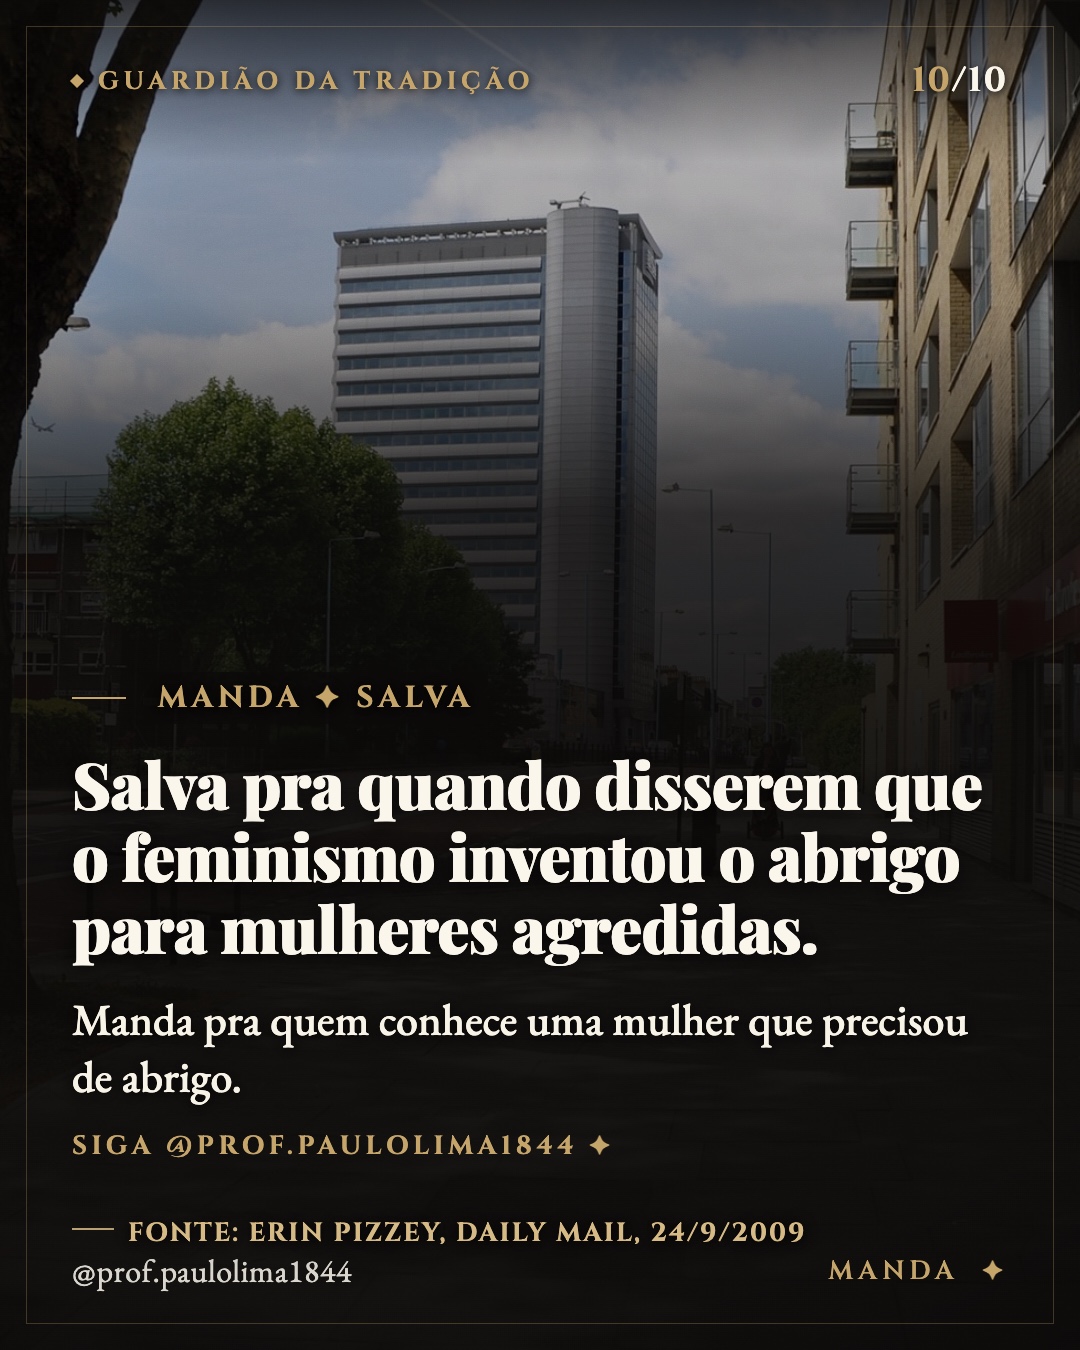 ◆ GUARDIÃO DA TRADIÇÃO
10/10
MANDA ✦ SALVA
Salva pra quando disserem que
o feminismo inventou o abrigo
para mulheres agredidas.
Manda pra quem conhece uma mulher que precisou
de abrigo.
SIGA @PROF.PAULOLIMA1844 ✦
FONTE: ERIN PIZZEY, DAILY MAIL, 24/9/2009
@prof.paulolima1844
MANDA ✦